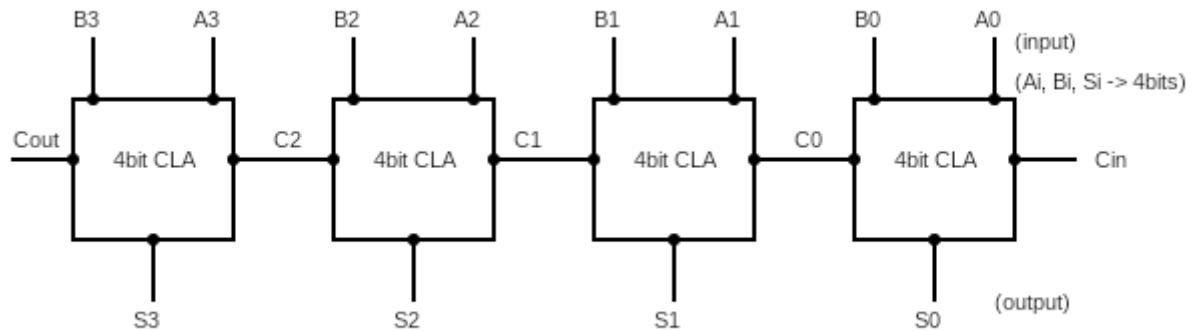 B3 A3 B2 A2 B1 A1 B0 A0
(input)
(Ai, Bi, Si -> 4bits)
Cout 4bit CLA C2 4bit CLA C1 4bit CLA C0 4bit CLA Cin
S3 S2 S1 S0 (output)